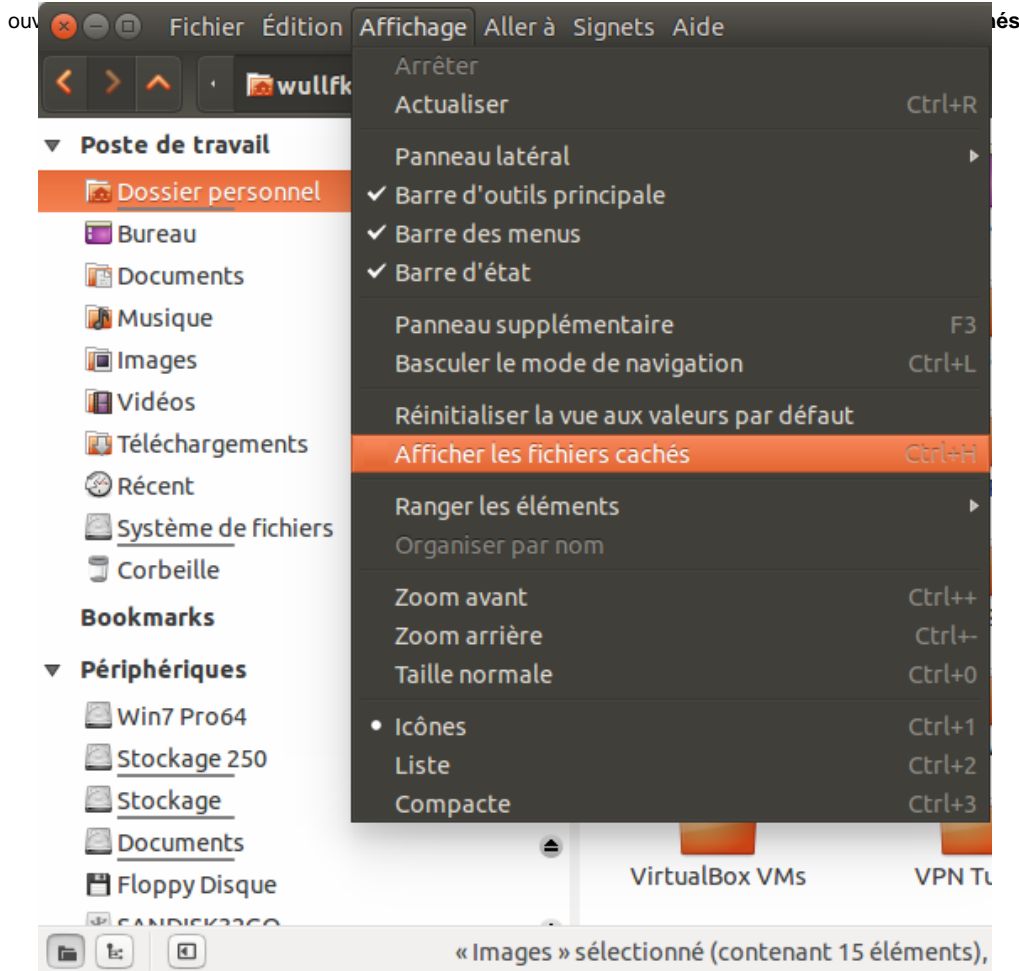 ouv
nés
Fichier Édition Affichage Aller à Signets Aide
wullfk
Arrêter
Actualiser Ctrl+R
Panneau latéral
Barre d'outils principale
Barre des menus
Barre d'état
Panneau supplémentaire F3
Basculer le mode de navigation Ctrl+L
Réinitialiser la vue aux valeurs par défaut
Afficher les fichiers cachés Ctrl+H
Ranger les éléments
Organiser par nom
Zoom avant Ctrl++
Zoom arrière Ctrl+-
Taille normale Ctrl+0
Icônes Ctrl+1
Liste Ctrl+2
Compacte Ctrl+3
Poste de travail
Dossier personnel
Bureau
Documents
Musique
Images
Vidéos
Téléchargements
Récent
Système de fichiers
Corbeille
Bookmarks
Périphériques
Win7 Pro64
Stockage 250
Stockage
Documents
Floppy Disque
SANDISK32GO
VirtualBox VMs
VPN Tu
« Images » sélectionné (contenant 15 éléments),